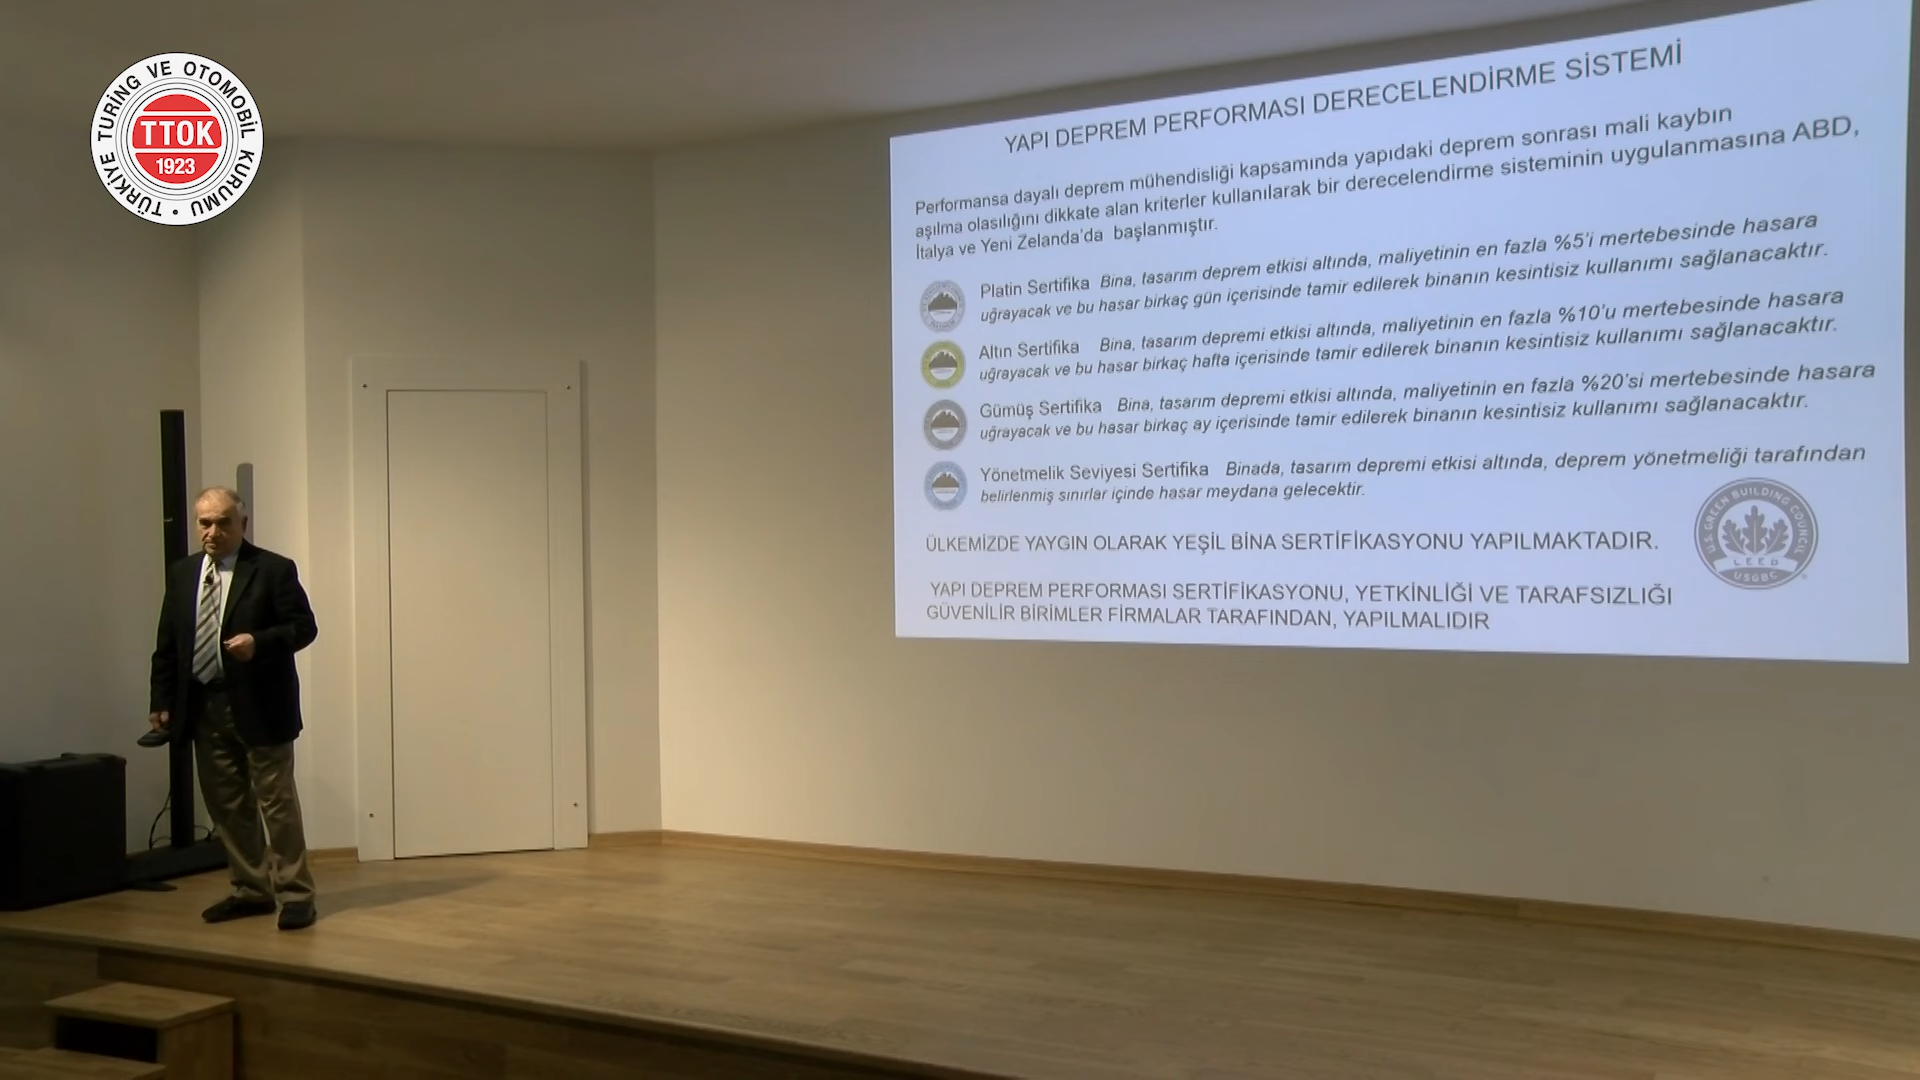 TÜRKİYE TURİNG VE OTOMOBİL KURUMU •
TTOK
1923
YAPI DEPREM PERFORMASI DERECELENDİRME SİSTEMİ
Performansa dayalı deprem mühendisliği kapsamında yapıdaki deprem sonrası mali kaybın
aşılma olasılığını dikkate alan kriterler kullanılarak bir derecelendirme sisteminin uygulanmasına ABD,
İtalya ve Yeni Zelanda'da başlanmıştır.
Platin Sertifika Bina, tasarım deprem etkisi altında, maliyetinin en fazla %5'i mertebesinde hasara
uğrayacak ve bu hasar birkaç gün içerisinde tamir edilerek binanın kesintisiz kullanımı sağlanacaktır.
Altın Sertifika Bina, tasarım depremi etkisi altında, maliyetinin en fazla %10'u mertebesinde hasara
uğrayacak ve bu hasar birkaç hafta içerisinde tamir edilerek binanın kesintisiz kullanımı sağlanacaktır.
Gümüş Sertifika Bina, tasarım depremi etkisi altında, maliyetinin en fazla %20'si mertebesinde hasara
uğrayacak ve bu hasar birkaç ay içerisinde tamir edilerek binanın kesintisiz kullanımı sağlanacaktır.
Yönetmelik Seviyesi Sertifika Binada, tasarım depremi etkisi altında, deprem yönetmeliği tarafından
belirlenmiş sınırlar içinde hasar meydana gelecektir.
ÜLKEMİZDE YAYGIN OLARAK YEŞİL BİNA SERTİFİKASYONU YAPILMAKTADIR.
U.S. GREEN BUILDING COUNCIL
LEED
USGBC
YAPI DEPREM PERFORMASI SERTİFİKASYONU, YETKİNLİĞİ VE TARAFSIZLIĞI
GÜVENİLİR BİRİMLER FİRMALAR TARAFINDAN, YAPILMALIDIR